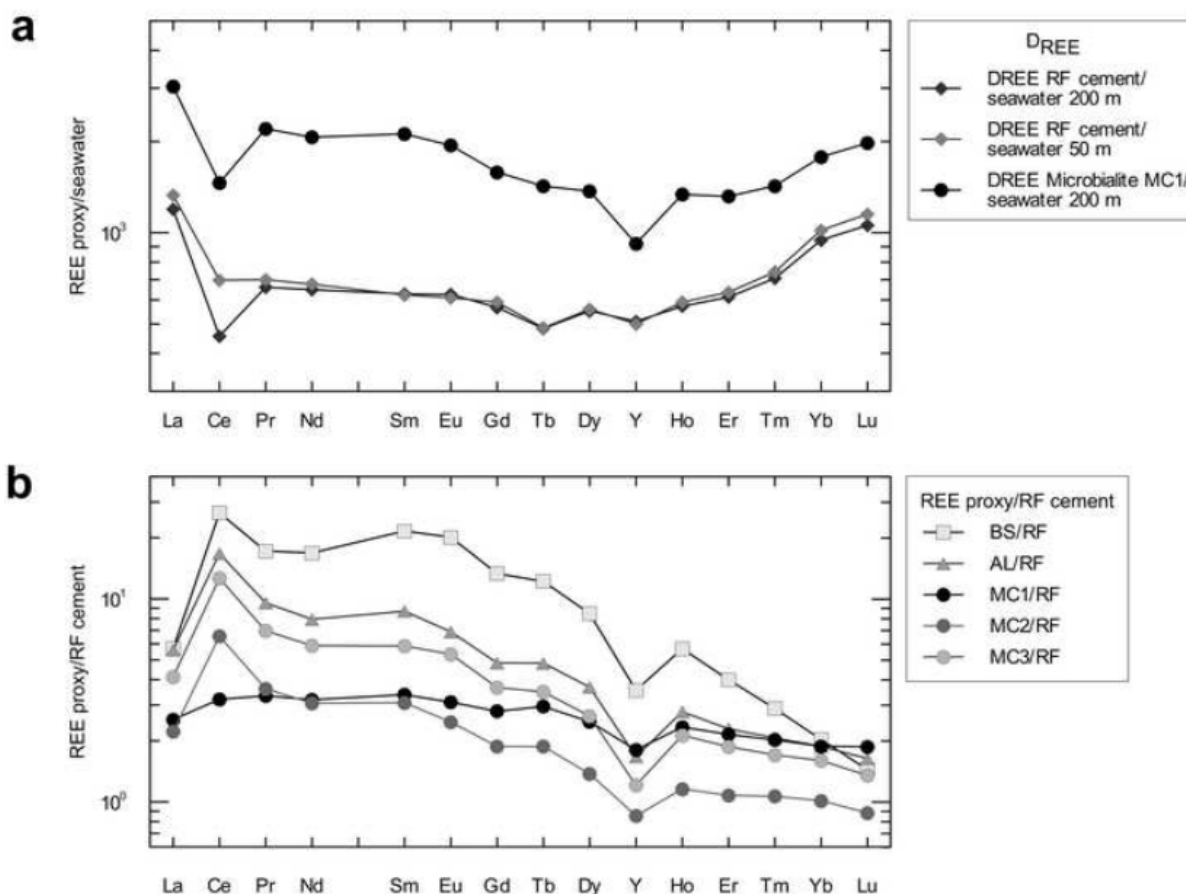 a
REE proxy/seawater
10³
La Ce Pr Nd Sm Eu Gd Tb Dy Y Ho Er Tm Yb Lu
DREE
DREE RF cement/
seawater 200 m
DREE RF cement/
seawater 50 m
DREE Microbialite MC1/
seawater 200 m
b
REE proxy/RF cement
10¹
10⁰
La Ce Pr Nd Sm Eu Gd Tb Dy Y Ho Er Tm Yb Lu
REE proxy/RF cement
BS/RF
AL/RF
MC1/RF
MC2/RF
MC3/RF